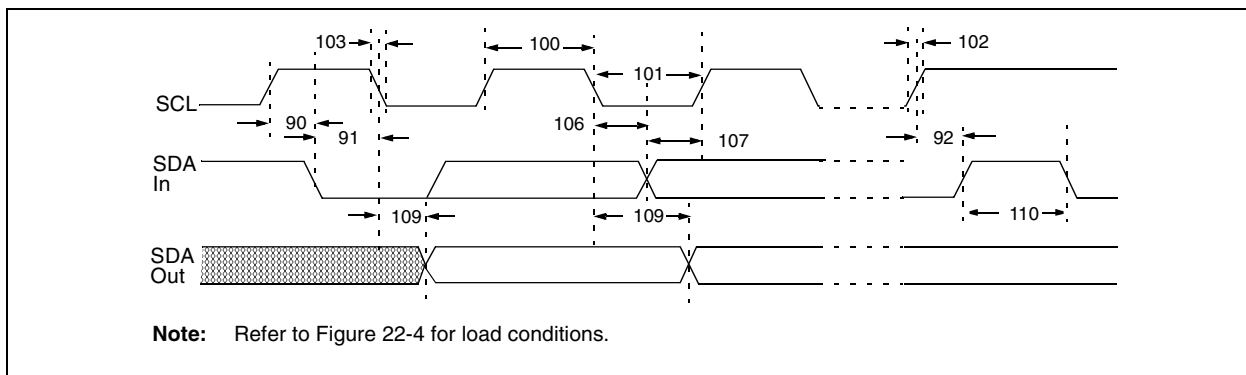 103
100
102
101
SCL
90
91
106
107
92
SDA
In
109
109
110
SDA
Out
Note: Refer to Figure 22-4 for load conditions.